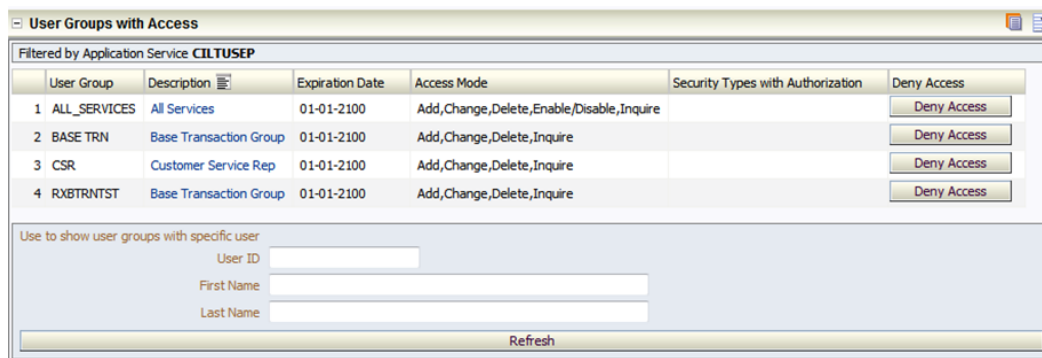 User Groups with Access
Filtered by Application Service CILTUSEP
User Group Description Expiration Date Access Mode Security Types with Authorization Deny Access
1 ALL_SERVICES All Services 01-01-2100 Add,Change,Delete,Enable/Disable,Inquire Deny Access
2 BASE TRN Base Transaction Group 01-01-2100 Add,Change,Delete,Inquire Deny Access
3 CSR Customer Service Rep 01-01-2100 Add,Change,Delete,Inquire Deny Access
4 RXBTRNTST Base Transaction Group 01-01-2100 Add,Change,Delete,Inquire Deny Access
Use to show user groups with specific user
User ID
First Name
Last Name
Refresh